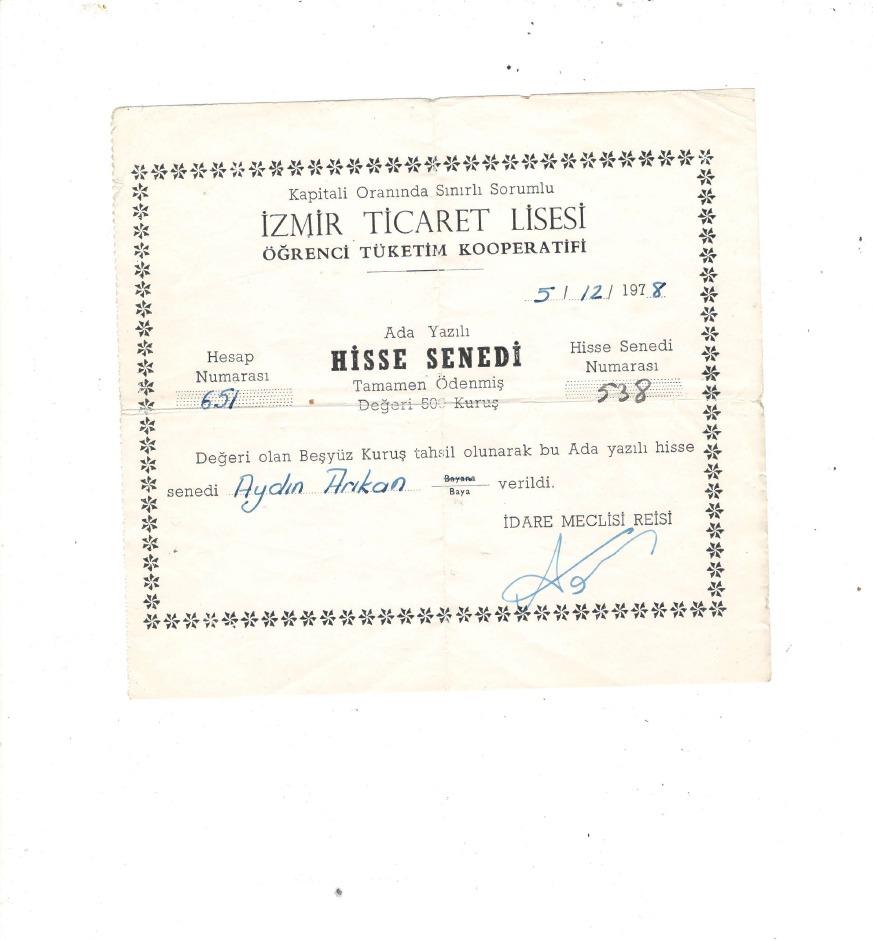 Kapitali Oranında Sınırlı Sorumlu
İZMİR TİCARET LİSESİ
ÖĞRENCİ TÜKETİM KOOPERATİFİ
5 / 12 / 1978
Ada Yazılı
HİSSE SENEDİ
Tamamen Ödenmiş
Değeri 500 Kuruş
Hesap
Numarası
651
Hisse Senedi
Numarası
538
Değeri olan Beşyüz Kuruş tahsil olunarak bu Ada yazılı hisse
senedi Aydın Arıkan Bayana Baya verildi.
İDARE MECLİSİ REİSİ